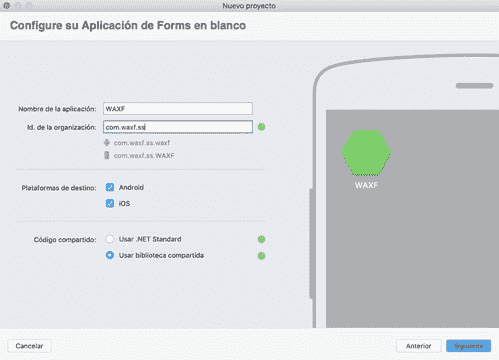 Nuevo proyecto
Configure su Aplicación de Forms en blanco
Nombre de la aplicación: WAXF
Id. de la organización: com.waxf.ss
com.waxf.ss.waxf
com.waxf.ss.WAXF
Plataformas de destino: Android
iOS
Código compartido: Usar .NET Standard
Usar biblioteca compartida
WAXF
Cancelar Anterior Siguiente